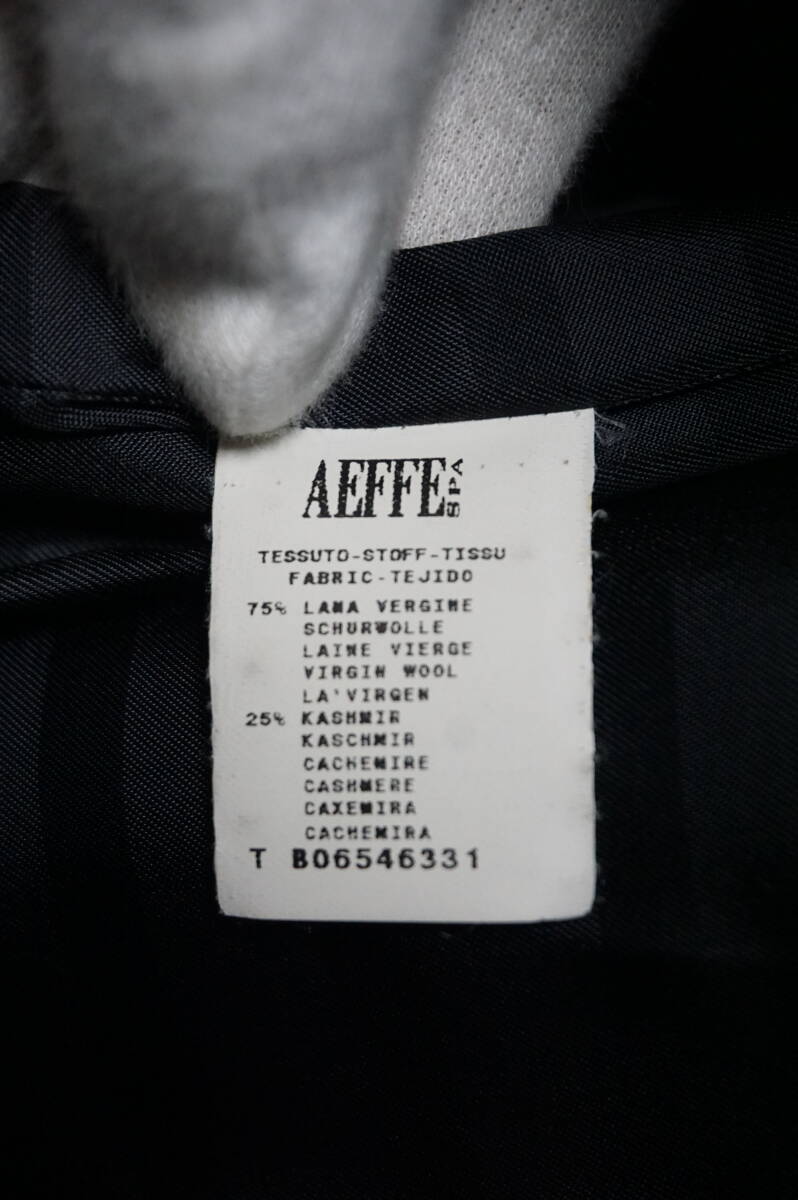 AEFFE SPA
TESSUTO-STOFF-TISSU
FABRIC-TEJIDO
75% LANA VERGINE
SCHURWOLLE
LAINE VIERGE
VIRGIN WOOL
LA'VIRGEN
25% KASHMIR
KASCHMIR
CACHEMIRE
CASHMERE
CAXEMIRA
CACHEMIRA
T B06546331